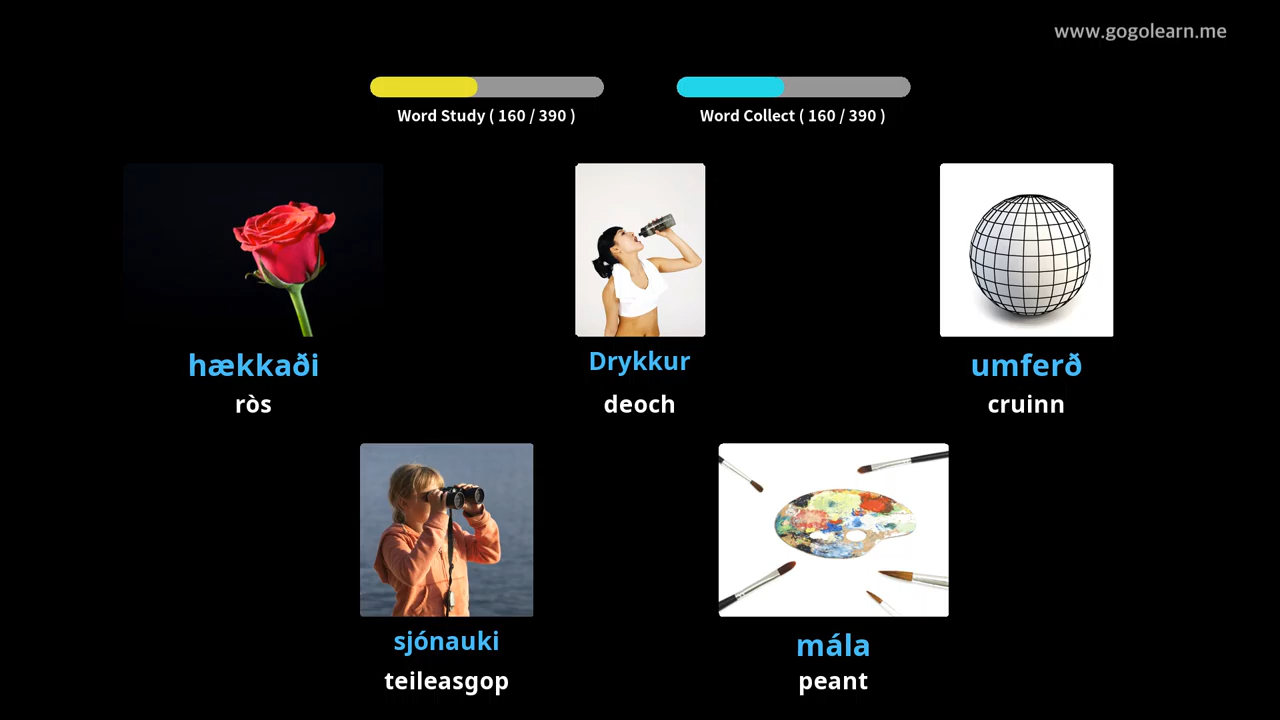 www.gogolearn.me
Word Study ( 160 / 390 )
Word Collect ( 160 / 390 )
hækkaði
ròs
Drykkur
deoch
umferð
cruinn
sjónauki
teileasgop
mála
peant